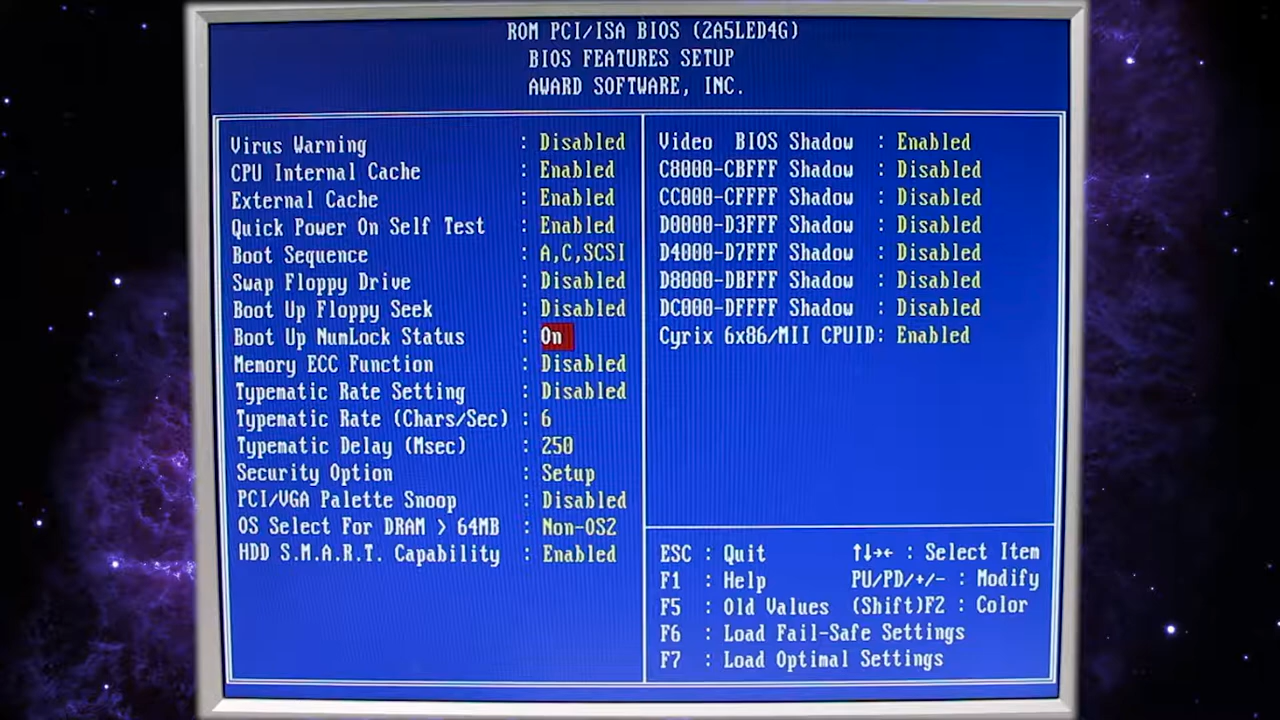 ROM PCI/ISA BIOS (2A5LED4G)
BIOS FEATURES SETUP
AWARD SOFTWARE, INC.
Virus Warning : Disabled
CPU Internal Cache : Enabled
External Cache : Enabled
Quick Power On Self Test : Enabled
Boot Sequence : A,C,SCSI
Swap Floppy Drive : Disabled
Boot Up Floppy Seek : Disabled
Boot Up NumLock Status : On
Memory ECC Function : Disabled
Typematic Rate Setting : Disabled
Typematic Rate (Chars/Sec) : 6
Typematic Delay (Msec) : 250
Security Option : Setup
PCI/VGA Palette Snoop : Disabled
OS Select For DRAM > 64MB : Non-OS2
HDD S.M.A.R.T. Capability : Enabled
Video BIOS Shadow : Enabled
C8000-CBFFF Shadow : Disabled
CC000-CFFFF Shadow : Disabled
D0000-D3FFF Shadow : Disabled
D4000-D7FFF Shadow : Disabled
D8000-DBFFF Shadow : Disabled
DC000-DFFFF Shadow : Disabled
Cyrix 6x86/MII CPUID: Enabled
ESC : Quit ↑↓→← : Select Item
F1 : Help PU/PD/+/- : Modify
F5 : Old Values (Shift)F2 : Color
F6 : Load Fail-Safe Settings
F7 : Load Optimal Settings